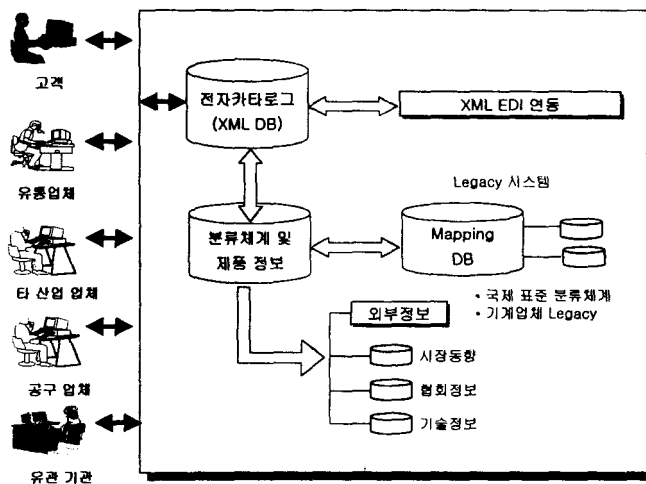 고객
유통업체
타 산업 업체
공구 업체
유관 기관
전자카타로그
(XML DB)
XML EDI 연동
Legacy 시스템
분류체계 및
제품 정보
Mapping
DB
• 국제 표준 분류체계
• 기계업체 Legacy
외부정보
시장동향
협회정보
기술정보